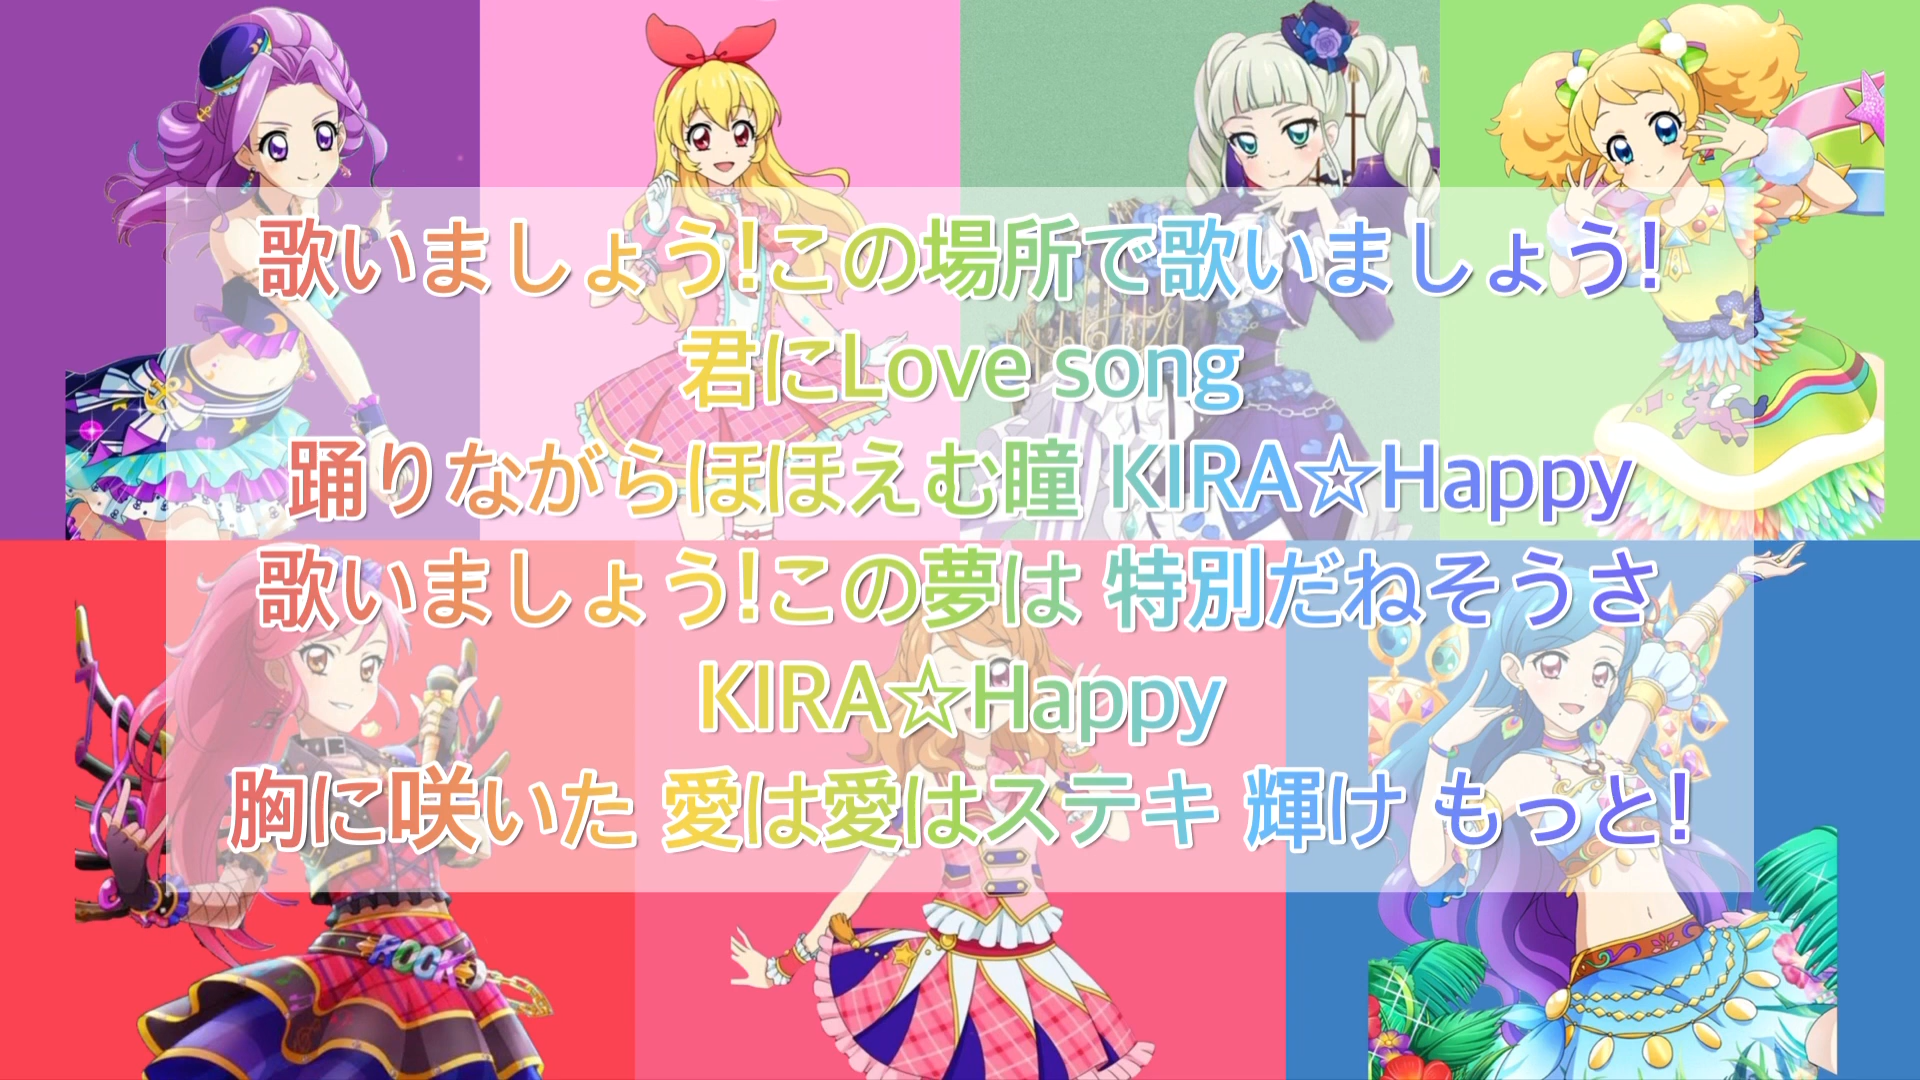 歌いましょう!この場所で歌いましょう!
君にLove song
踊りながらほほえむ瞳 KIRA☆Happy
歌いましょう!この夢は 特別だねそうさ
KIRA☆Happy
胸に咲いた 愛は愛はステキ 輝け もっと!
ROCK